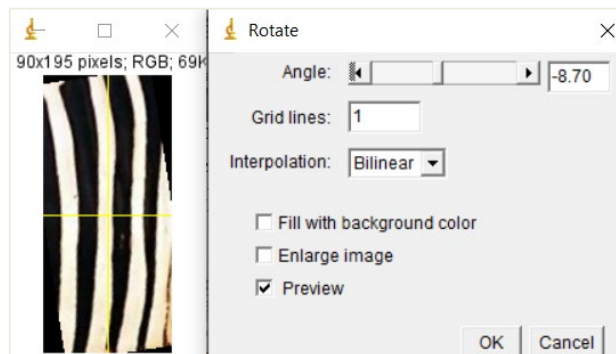 90x195 pixels; RGB; 69K
Rotate
Angle:
-8.70
Grid lines:
1
Interpolation:
Bilinear
Fill with background color
Enlarge image
Preview
OK
Cancel